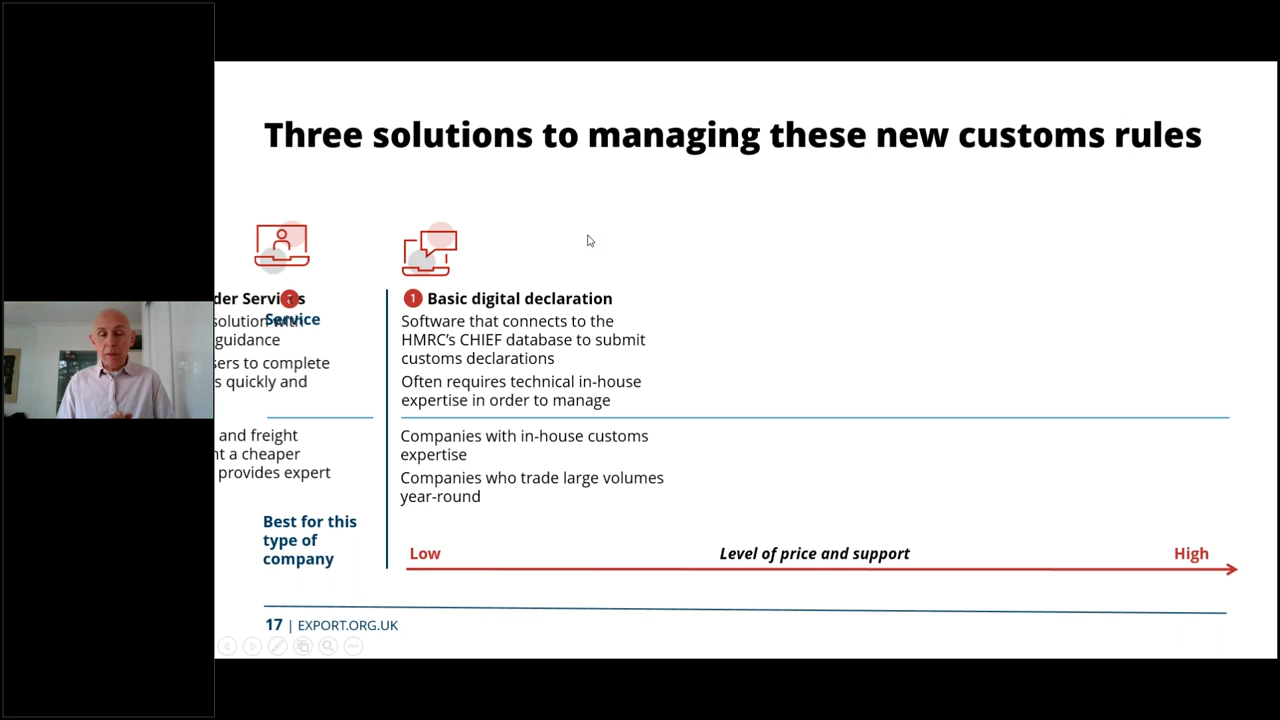 Three solutions to managing these new customs rules
der Services
Service
solution with
guidance
sers to complete
s quickly and
and freight
nt a cheaper
provides expert
Best for this
type of
company
1 Basic digital declaration
Software that connects to the
HMRC’s CHIEF database to submit
customs declarations
Often requires technical in-house
expertise in order to manage
Companies with in-house customs
expertise
Companies who trade large volumes
year-round
Low Level of price and support High
17 | EXPORT.ORG.UK